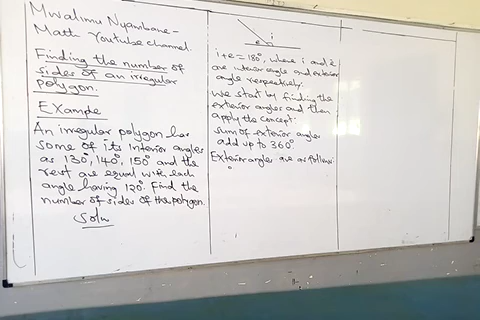 Mwalimu Nyambane-
Math Youtube channel.
Finding the number of
sides of an irregular
polygon.
Example
An irregular polygon has
some of its interior angles
as 130°, 140°, 150° and the
rest are equal with each
angle having 120°. Find the
number of sides of the polygon.
Soln
e i
i+e=180°, where i and e
are interior angle and exterior
angle respectively.
We start by finding the
exterior angles and then
apply the concept:
sum of exterior angles
add up to 360°
Exterior angles are as follows: